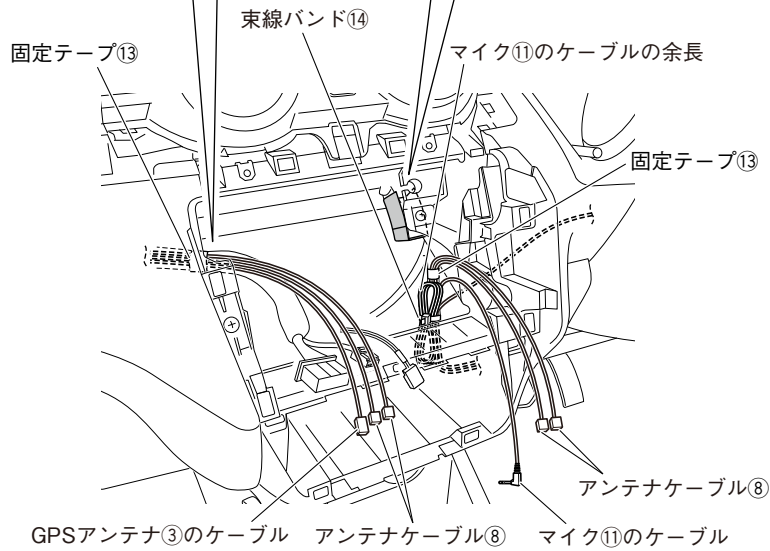 束線バンド⑭
固定テープ⑬
マイク⑪のケーブルの余長
固定テープ⑬
アンテナケーブル⑧
GPSアンテナ③のケーブル
アンテナケーブル⑧
マイク⑪のケーブル